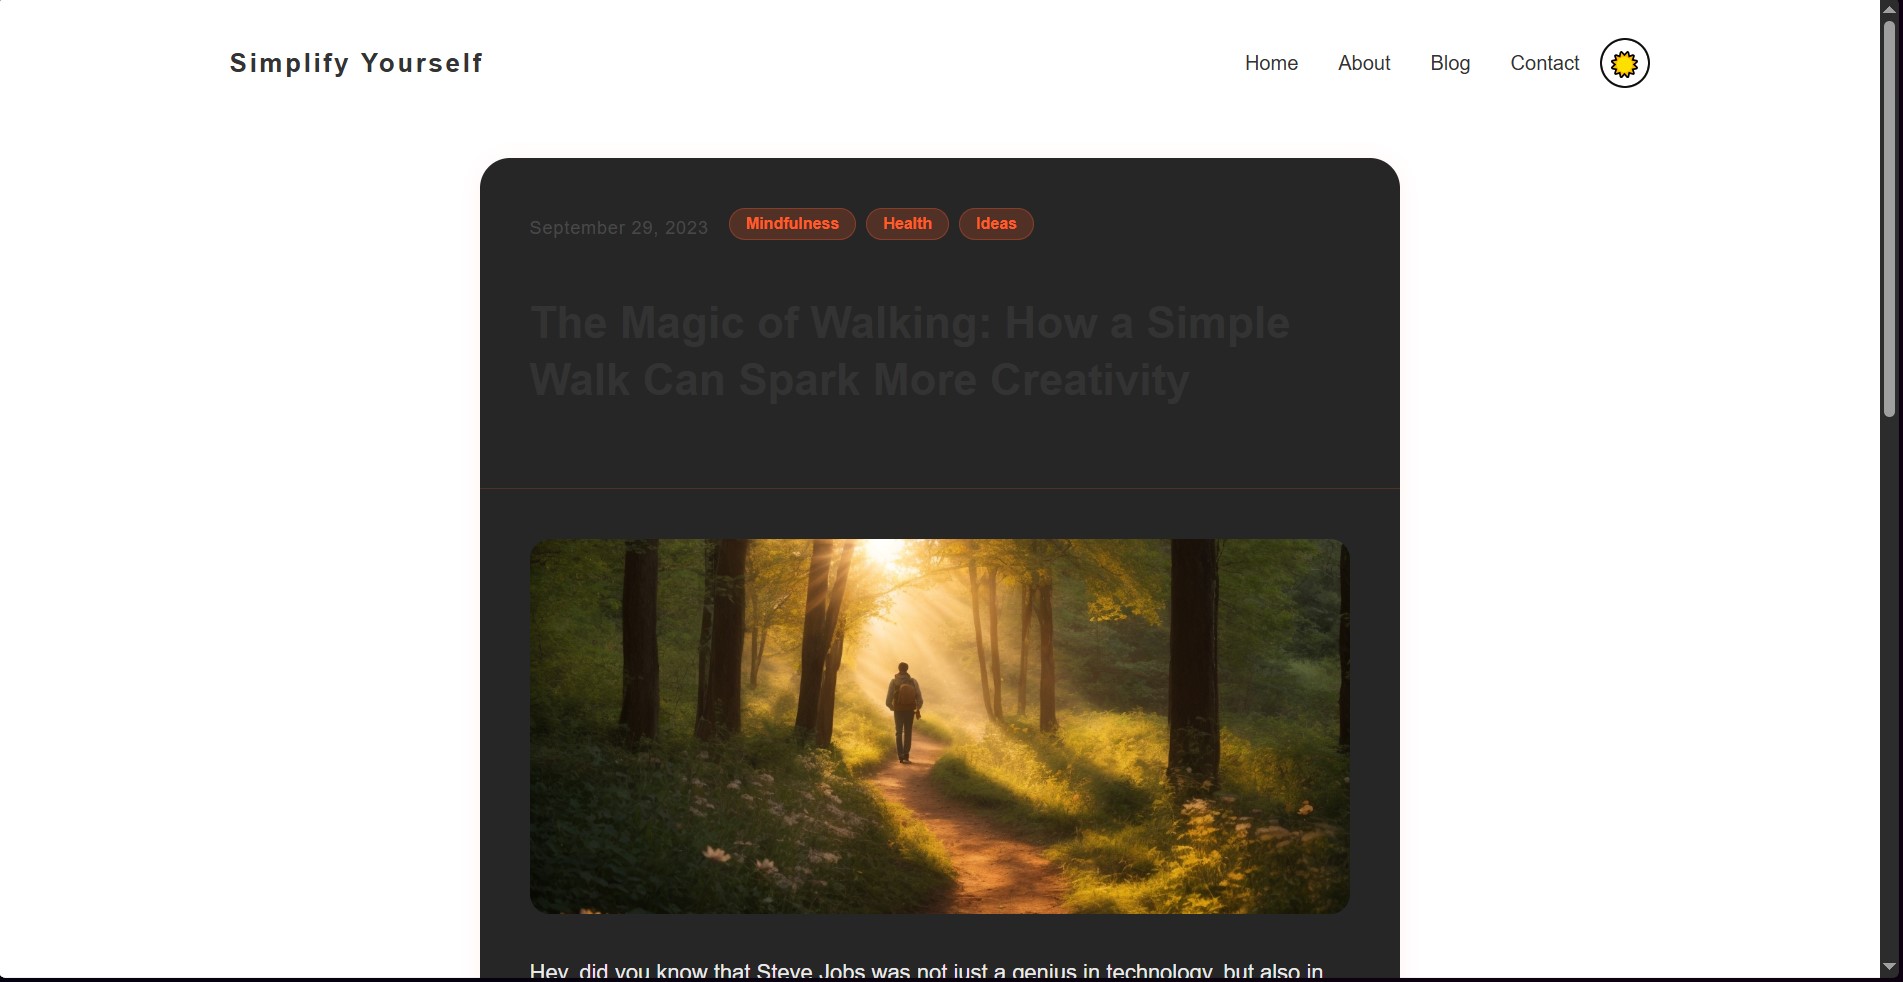 Simplify Yourself
Home About Blog Contact
September 29, 2023 Mindfulness Health Ideas
The Magic of Walking: How a Simple
Walk Can Spark More Creativity
Hey, did you know that Steve Jobs was not just a genius in technology, but also in